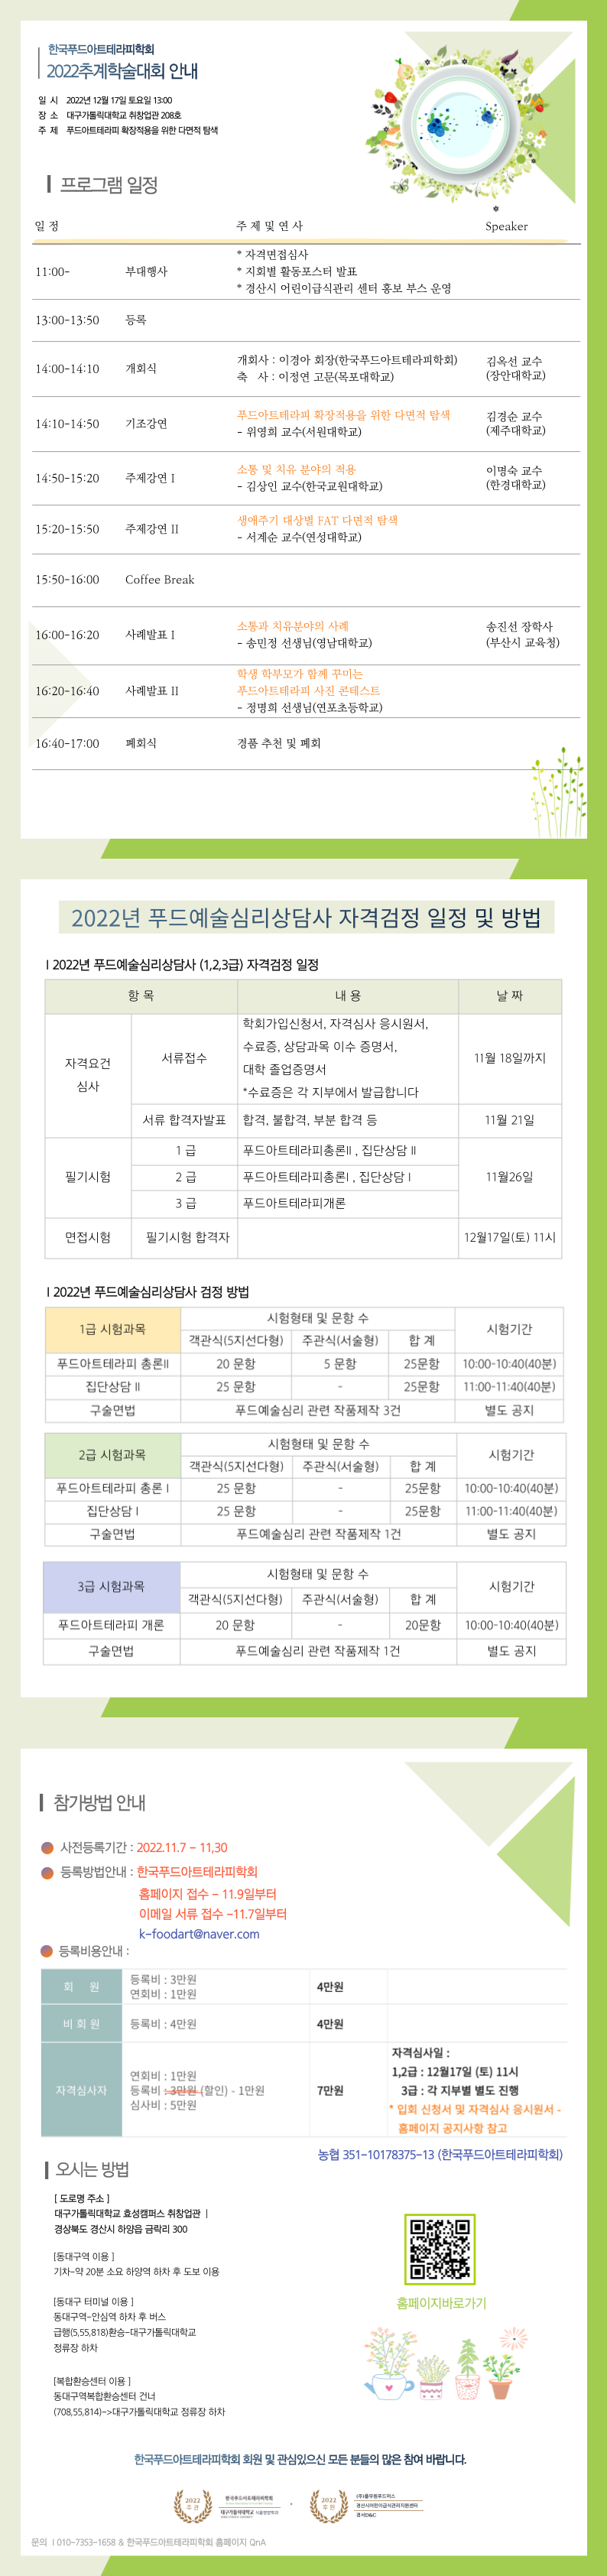 한국푸드아트테라피학회
2022추계학술대회 안내
일 시 2022년 12월 17일 토요일 13:00
장 소 대구가톨릭대학교 취창업관 208호
주 제 푸드아트테라피 확장적용을 위한 다면적 탐색
프로그램 일정
일 정 주 제 및 연 사 Speaker
11:00- 부대행사
* 자격면접심사
* 지회별 활동포스터 발표
* 경산시 어린이급식관리 센터 홍보 부스 운영
13:00-13:50 등록
14:00-14:10 개회식
개회사 : 이경아 회장(한국푸드아트테라피학회)
축 사 : 이정연 고문(목포대학교)
김옥선 교수
(장안대학교)
14:10-14:50 기조강연
푸드아트테라피 확장적용을 위한 다면적 탐색
- 위영희 교수(서원대학교)
김경순 교수
(제주대학교)
14:50-15:20 주제강연 I
소통 및 치유 분야의 적용
- 김상인 교수(한국교원대학교)
이명숙 교수
(한경대학교)
15:20-15:50 주제강연 II
생애주기 대상별 FAT 다면적 탐색
- 서계순 교수(연성대학교)
15:50-16:00 Coffee Break
16:00-16:20 사례발표 I
소통과 치유분야의 사례
- 송민정 선생님(영남대학교)
송진선 장학사
(부산시 교육청)
16:20-16:40 사례발표 II
학생 학부모가 함께 꾸미는
푸드아트테라피 사진 콘테스트
- 정명희 선생님(연포초등학교)
16:40-17:00 폐회식 경품 추천 및 폐회
2022년 푸드예술심리상담사 자격검정 일정 및 방법
I 2022년 푸드예술심리상담사 (1,2,3급) 자격검정 일정
항 목 내 용 날 짜
자격요건
심사
서류접수
학회가입신청서, 자격심사 응시원서,
수료증, 상담과목 이수 증명서,
대학 졸업증명서
*수료증은 각 지부에서 발급합니다
11월 18일까지
서류 합격자발표 합격, 불합격, 부분 합격 등 11월 21일
필기시험
1 급 푸드아트테라피총론II , 집단상담 II
2 급 푸드아트테라피총론I , 집단상담 I
11월26일
3 급 푸드아트테라피개론
면접시험 필기시험 합격자 12월17일(토) 11시
I 2022년 푸드예술심리상담사 검정 방법
1급 시험과목 시험형태 및 문항 수 시험기간
객관식(5지선다형) 주관식(서술형) 합 계
푸드아트테라피 총론II 20 문항 5 문항 25문항 10:00-10:40(40분)
집단상담 II 25 문항 - 25문항 11:00-11:40(40분)
구술면법 푸드예술심리 관련 작품제작 3건 별도 공지
2급 시험과목 시험형태 및 문항 수 시험기간
객관식(5지선다형) 주관식(서술형) 합 계
푸드아트테라피 총론 I 25 문항 - 25문항 10:00-10:40(40분)
집단상담 I 25 문항 - 25문항 11:00-11:40(40분)
구술면법 푸드예술심리 관련 작품제작 1건 별도 공지
3급 시험과목 시험형태 및 문항 수 시험기간
객관식(5지선다형) 주관식(서술형) 합 계
푸드아트테라피 개론 20 문항 - 20문항 10:00-10:40(40분)
구술면법 푸드예술심리 관련 작품제작 1건 별도 공지
참가방법 안내
사전등록기간 : 2022.11.7 - 11,30
등록방법안내 : 한국푸드아트테라피학회
홈페이지 접수 - 11.9일부터
이메일 서류 접수 -11.7일부터
k-foodart@naver.com
등록비용안내 :
회 원
등록비 : 3만원
연회비 : 1만원
4만원
비 회 원 등록비 : 4만원 4만원
자격심사자
연회비 : 1만원
등록비 : 3만원 (할인) - 1만원
심사비 : 5만원
7만원
자격심사일 :
1,2급 : 12월17일 (토) 11시
3급 : 각 지부별 별도 진행
* 입회 신청서 및 자격심사 응시원서 -
홈페이지 공지사항 참고
농협 351-10178375-13 (한국푸드아트테라피학회)
오시는 방법
[ 도로명 주소 ]
대구가톨릭대학교 효성캠퍼스 취창업관 |
경상북도 경산시 하양읍 금락리 300
[동대구역 이용 ]
기차-약 20분 소요 하양역 하차 후 도보 이용
[동대구 터미널 이용 ]
동대구역-안심역 하차 후 버스
급행(5,55,818)환승-대구가톨릭대학교
정류장 하차
[복합환승센터 이용 ]
동대구역복합환승센터 건너
(708,55,814)->대구가톨릭대학교 정류장 하차
홈페이지바로가기
한국푸드아트테라피학회 회원 및 관심있으신 모든 분들의 많은 참여 바랍니다.
2022
주 관
한국푸드아트테라피학회
대구가톨릭대학교 식품영양학과
2022
후 원
(주)풀무원푸드머스
경산시어린이급식관리지원센터
문의 I 010-7353-1658 & 한국푸드아트테라피학회 홈페이지 QnA